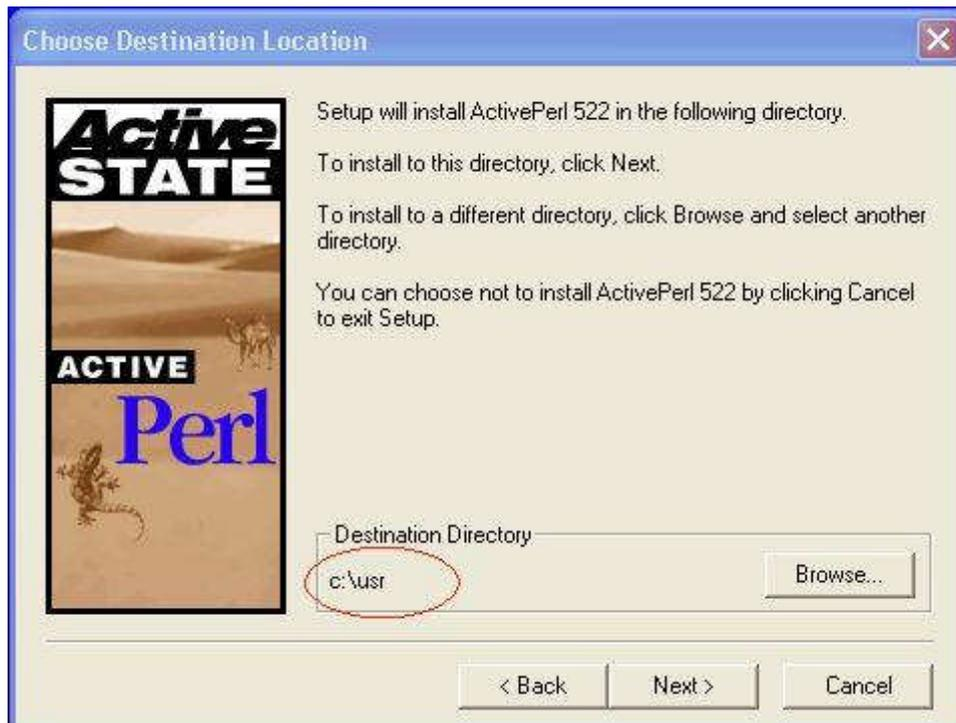 Choose Destination Location
Active
STATE
ACTIVE
Perl
Setup will install ActivePerl 522 in the following directory.
To install to this directory, click Next.
To install to a different directory, click Browse and select another
directory.
You can choose not to install ActivePerl 522 by clicking Cancel
to exit Setup.
Destination Directory
c:\usr
Browse...
< Back
Next >
Cancel